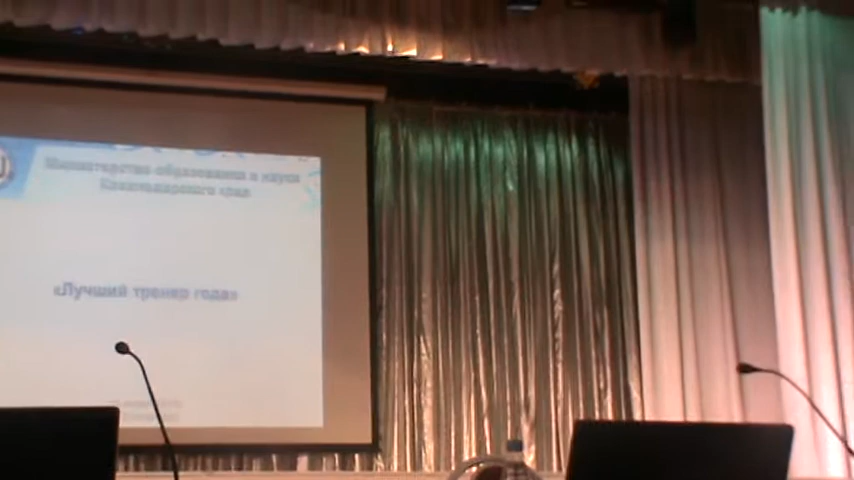 Министерство образования и науки
Краснодарского края
«Лучший тренер года»